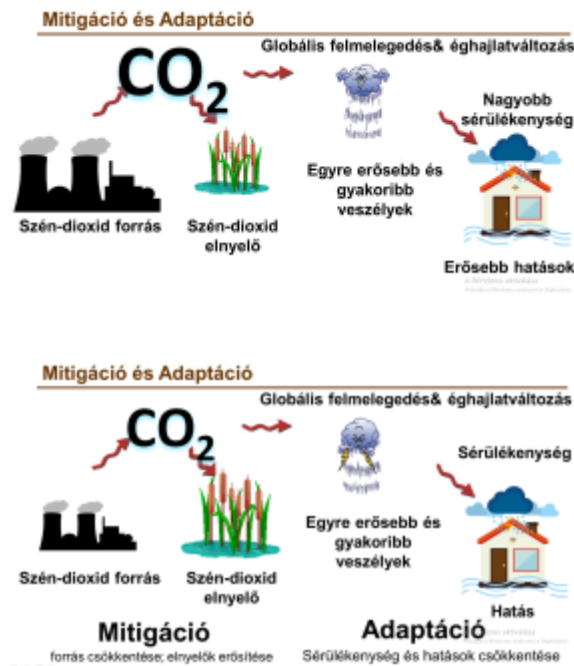 Mitigáció és Adaptáció
CO2
Globális felmelegedés& éghajlatváltozás
Nagyobb
sérülékenység
Szén-dioxid forrás
Szén-dioxid
elnyelő
Egyre erősebb és
gyakoribb
veszélyek
Erősebb hatások
A Windows aktiválása
Mitigáció és Adaptáció
Globális felmelegedés& éghajlatváltozás
CO2
Sérülékenység
Szén-dioxid forrás
Szén-dioxid
elnyelő
Egyre erősebb és
gyakoribb
veszélyek
Hatás
Mitigáció
forrás csökkentése; elnyelők erősítése
Adaptáció
Sérülékenység és hatások csökkentése